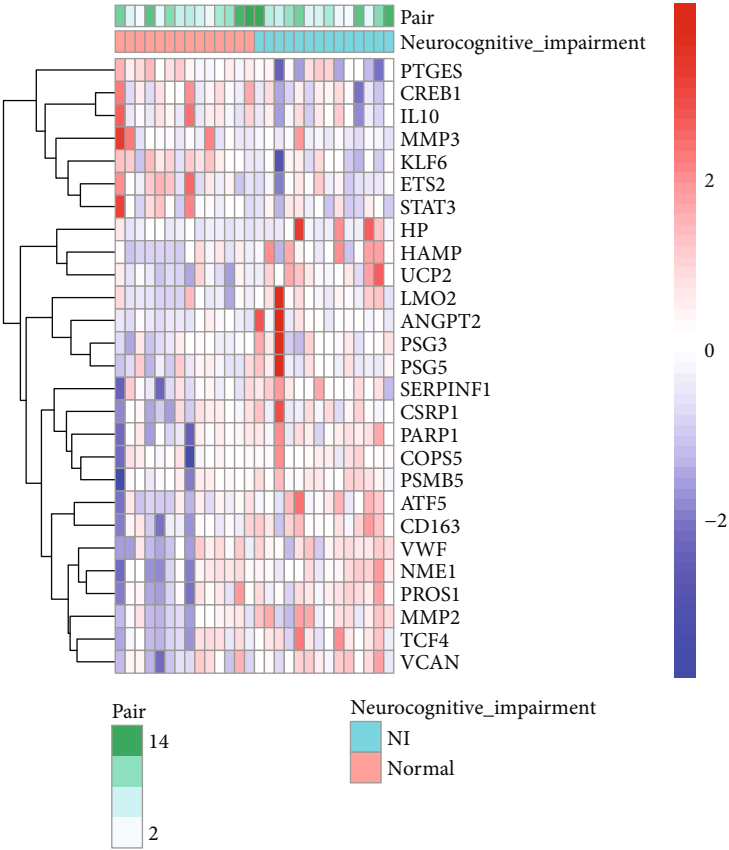 Pair
Neurocognitive_impairment
PTGES
CREB1
IL10
MMP3
KLF6
ETS2
STAT3
HP
HAMP
UCP2
LMO2
ANGPT2
PSG3
PSG5
SERPINF1
CSRP1
PARP1
COPS5
PSMB5
ATF5
CD163
VWF
NME1
PROS1
MMP2
TCF4
VCAN
2
0
−2
Pair
14
2
Neurocognitive_impairment
NI
Normal